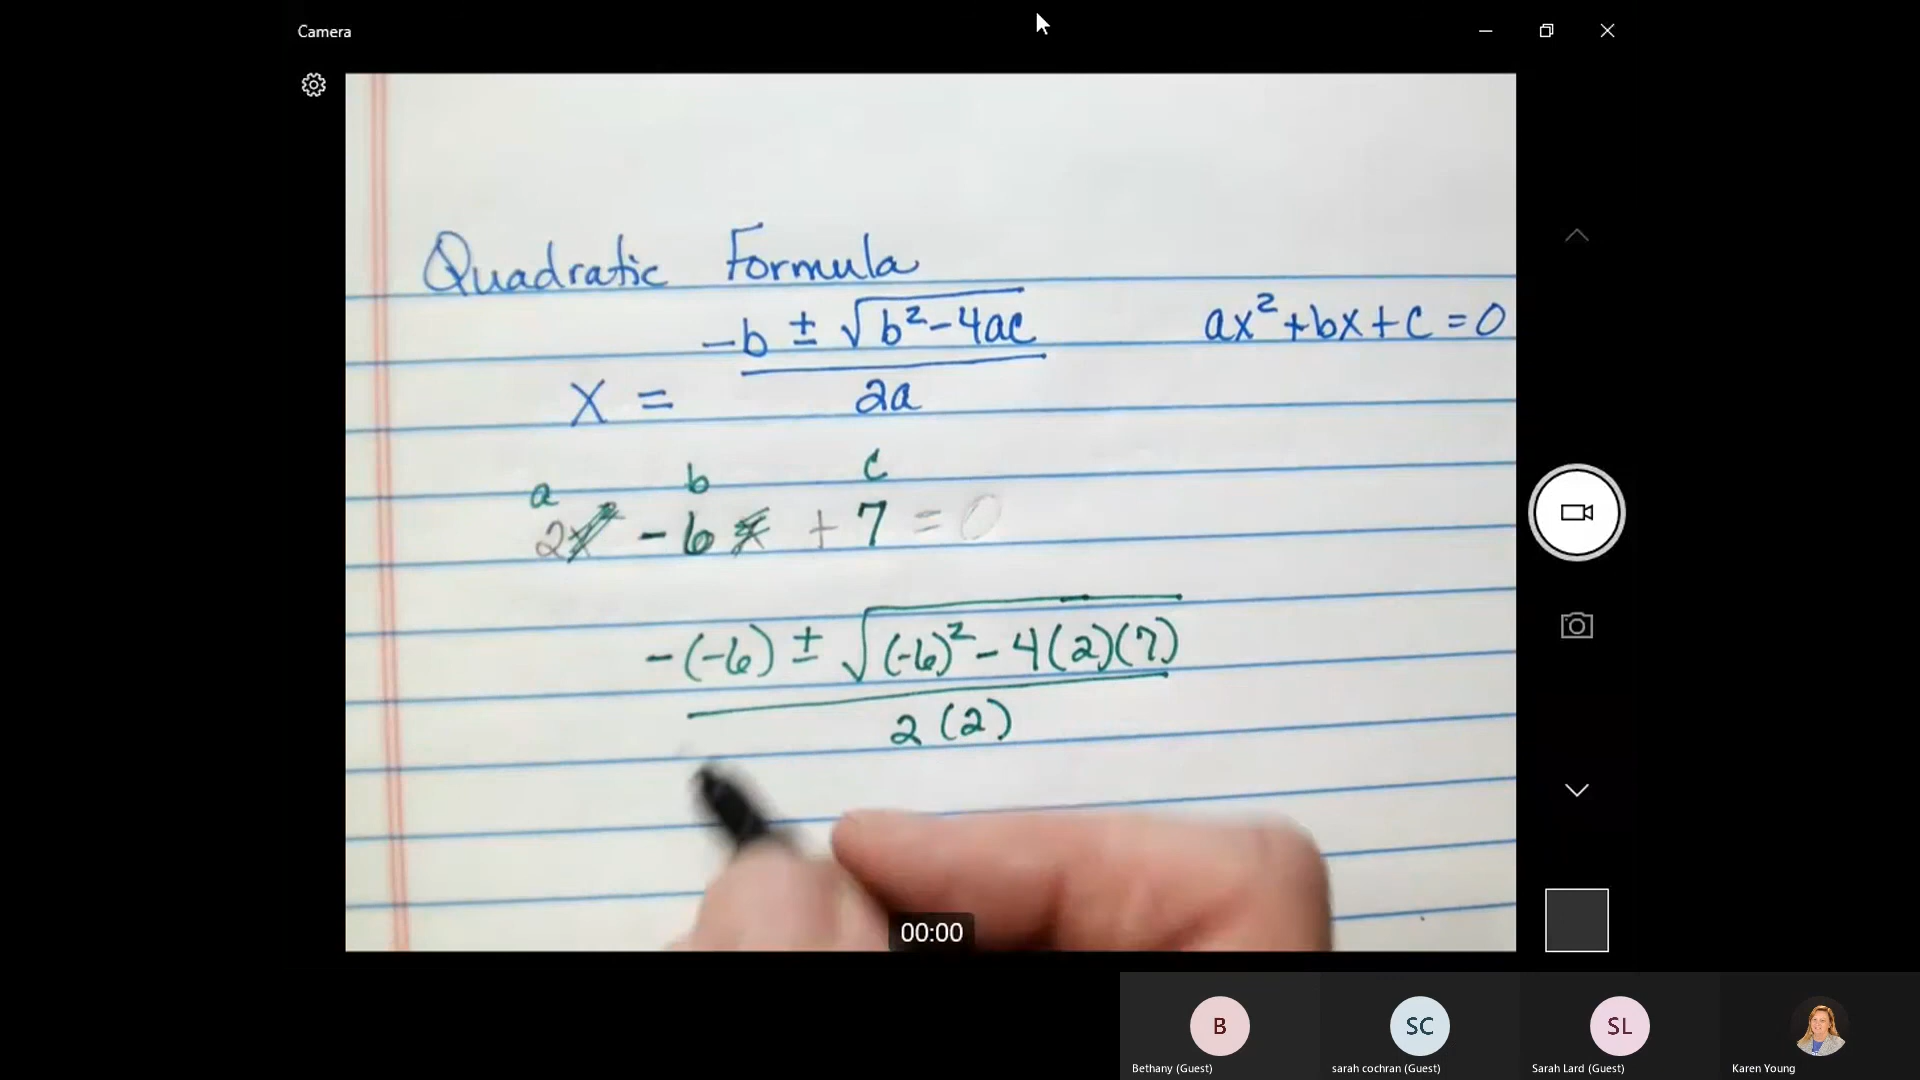 Camera
Quadratic Formula
x = -b ± √b²-4ac / 2a
ax²+bx+c=0
a b c
2x² - 6x + 7 = 0
-(-6) ± √(-6)² - 4(2)(7) / 2(2)
00:00
B SC SL
Bethany (Guest) sarah cochran (Guest) Sarah Lard (Guest) Karen Young